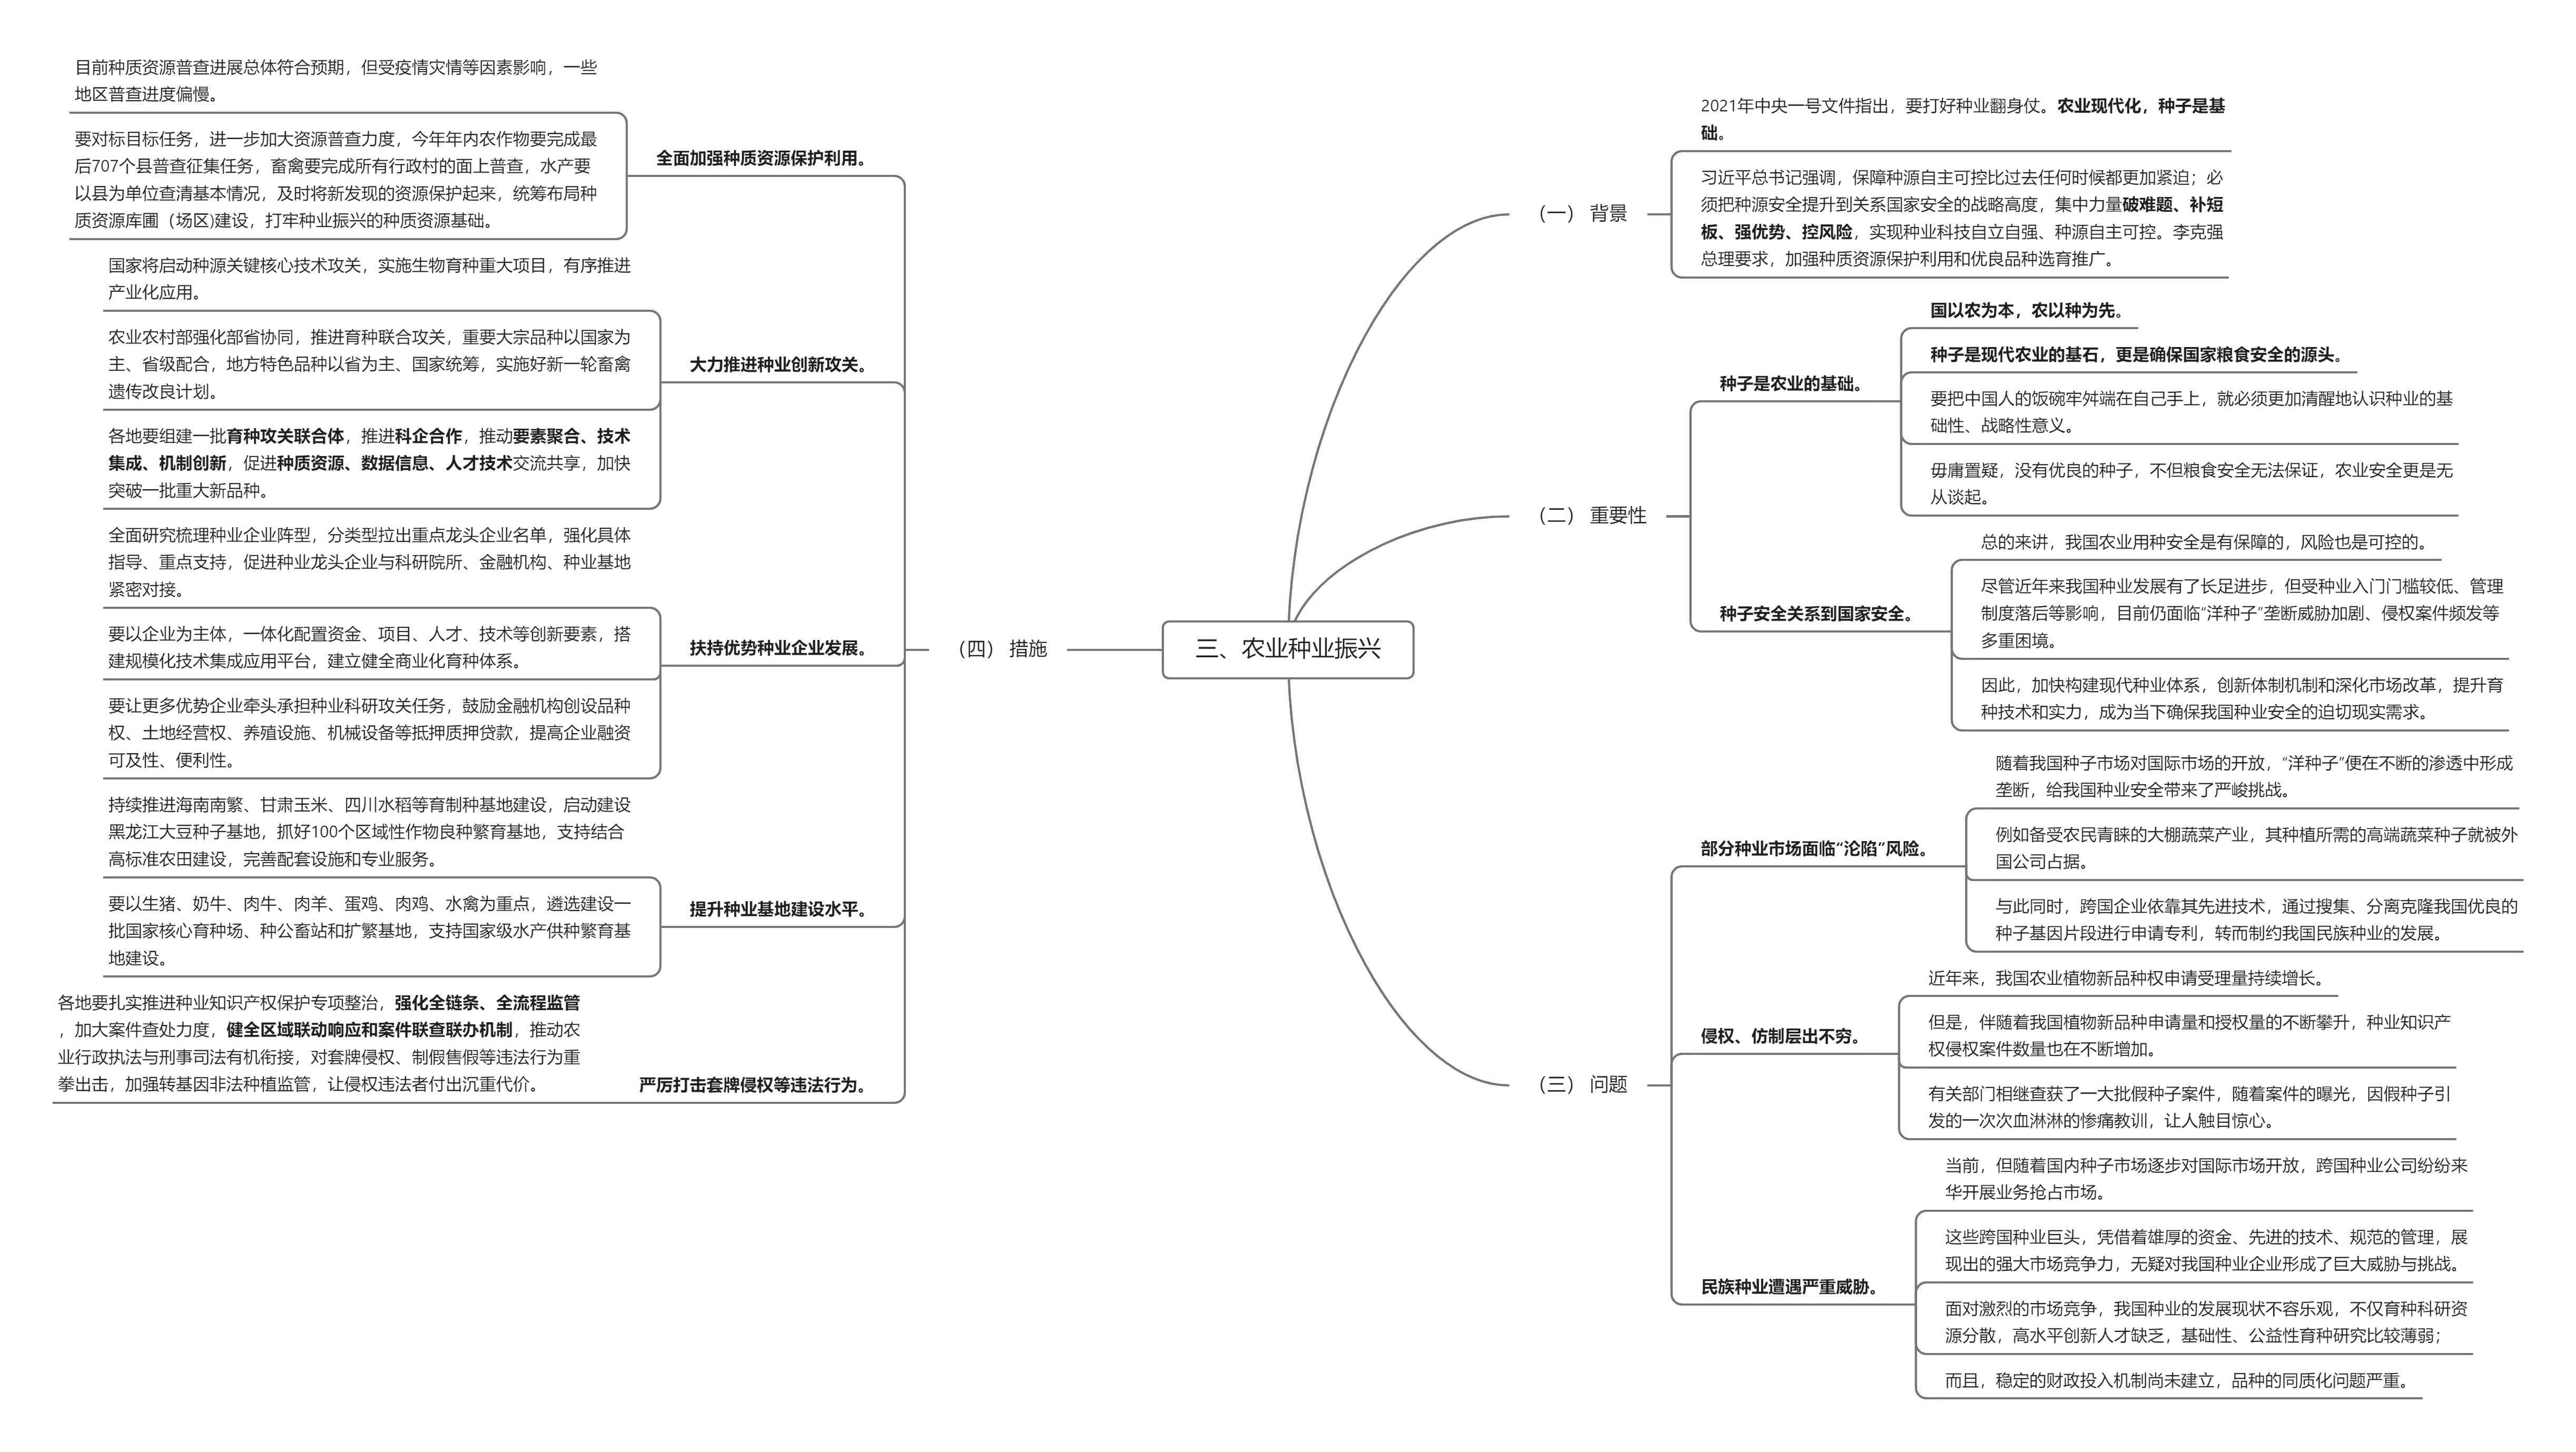 三、农业种业振兴
（一） 背景
2021年中央一号文件指出，要打好种业翻身仗。农业现代化，种子是基
础。
习近平总书记强调，保障种源自主可控比过去任何时候都更加紧迫；必
须把种源安全提升到关系国家安全的战略高度，集中力量破难题、补短
板、强优势、控风险，实现种业科技自立自强、种源自主可控。李克强
总理要求，加强种质资源保护利用和优良品种选育推广。
（二） 重要性
种子是农业的基础。
国以农为本，农以种为先。
种子是现代农业的基石，更是确保国家粮食安全的源头。
要把中国人的饭碗牢舛端在自己手上，就必须更加清醒地认识种业的基
础性、战略性意义。
毋庸置疑，没有优良的种子，不但粮食安全无法保证，农业安全更是无
从谈起。
种子安全关系到国家安全。
总的来讲，我国农业用种安全是有保障的，风险也是可控的。
尽管近年来我国种业发展有了长足进步，但受种业入门门槛较低、管理
制度落后等影响，目前仍面临“洋种子”垄断威胁加剧、侵权案件频发等
多重困境。
因此，加快构建现代种业体系，创新体制机制和深化市场改革，提升育
种技术和实力，成为当下确保我国种业安全的迫切现实需求。
（三） 问题
部分种业市场面临“沦陷”风险。
随着我国种子市场对国际市场的开放，“洋种子”便在不断的渗透中形成
垄断，给我国种业安全带来了严峻挑战。
例如备受农民青睐的大棚蔬菜产业，其种植所需的高端蔬菜种子就被外
国公司占据。
与此同时，跨国企业依靠其先进技术，通过搜集、分离克隆我国优良的
种子基因片段进行申请专利，转而制约我国民族种业的发展。
侵权、仿制层出不穷。
近年来，我国农业植物新品种权申请受理量持续增长。
但是，伴随着我国植物新品种申请量和授权量的不断攀升，种业知识产
权侵权案件数量也在不断增加。
有关部门相继查获了一大批假种子案件，随着案件的曝光，因假种子引
发的一次次血淋淋的惨痛教训，让人触目惊心。
民族种业遭遇严重威胁。
当前，但随着国内种子市场逐步对国际市场开放，跨国种业公司纷纷来
华开展业务抢占市场。
这些跨国种业巨头，凭借着雄厚的资金、先进的技术、规范的管理，展
现出的强大市场竞争力，无疑对我国种业企业形成了巨大威胁与挑战。
面对激烈的市场竞争，我国种业的发展现状不容乐观，不仅育种科研资
源分散，高水平创新人才缺乏，基础性、公益性育种研究比较薄弱；
而且，稳定的财政投入机制尚未建立，品种的同质化问题严重。
（四） 措施
全面加强种质资源保护利用。
目前种质资源普查进展总体符合预期，但受疫情灾情等因素影响，一些
地区普查进度偏慢。
要对标目标任务，进一步加大资源普查力度，今年年内农作物要完成最
后707个县普查征集任务，畜禽要完成所有行政村的面上普查，水产要
以县为单位查清基本情况，及时将新发现的资源保护起来，统筹布局种
质资源库圃（场区)建设，打牢种业振兴的种质资源基础。
大力推进种业创新攻关。
国家将启动种源关键核心技术攻关，实施生物育种重大项目，有序推进
产业化应用。
农业农村部强化部省协同，推进育种联合攻关，重要大宗品种以国家为
主、省级配合，地方特色品种以省为主、国家统筹，实施好新一轮畜禽
遗传改良计划。
各地要组建一批育种攻关联合体，推进科企合作，推动要素聚合、技术
集成、机制创新，促进种质资源、数据信息、人才技术交流共享，加快
突破一批重大新品种。
扶持优势种业企业发展。
全面研究梳理种业企业阵型，分类型拉出重点龙头企业名单，强化具体
指导、重点支持，促进种业龙头企业与科研院所、金融机构、种业基地
紧密对接。
要以企业为主体，一体化配置资金、项目、人才、技术等创新要素，搭
建规模化技术集成应用平台，建立健全商业化育种体系。
要让更多优势企业牵头承担种业科研攻关任务，鼓励金融机构创设品种
权、土地经营权、养殖设施、机械设备等抵押质押贷款，提高企业融资
可及性、便利性。
提升种业基地建设水平。
持续推进海南南繁、甘肃玉米、四川水稻等育制种基地建设，启动建设
黑龙江大豆种子基地，抓好100个区域性作物良种繁育基地，支持结合
高标准农田建设，完善配套设施和专业服务。
要以生猪、奶牛、肉牛、肉羊、蛋鸡、肉鸡、水禽为重点，遴选建设一
批国家核心育种场、种公畜站和扩繁基地，支持国家级水产供种繁育基
地建设。
严厉打击套牌侵权等违法行为。
各地要扎实推进种业知识产权保护专项整治，强化全链条、全流程监管
，加大案件查处力度，健全区域联动响应和案件联查联办机制，推动农
业行政执法与刑事司法有机衔接，对套牌侵权、制假售假等违法行为重
拳出击，加强转基因非法种植监管，让侵权违法者付出沉重代价。